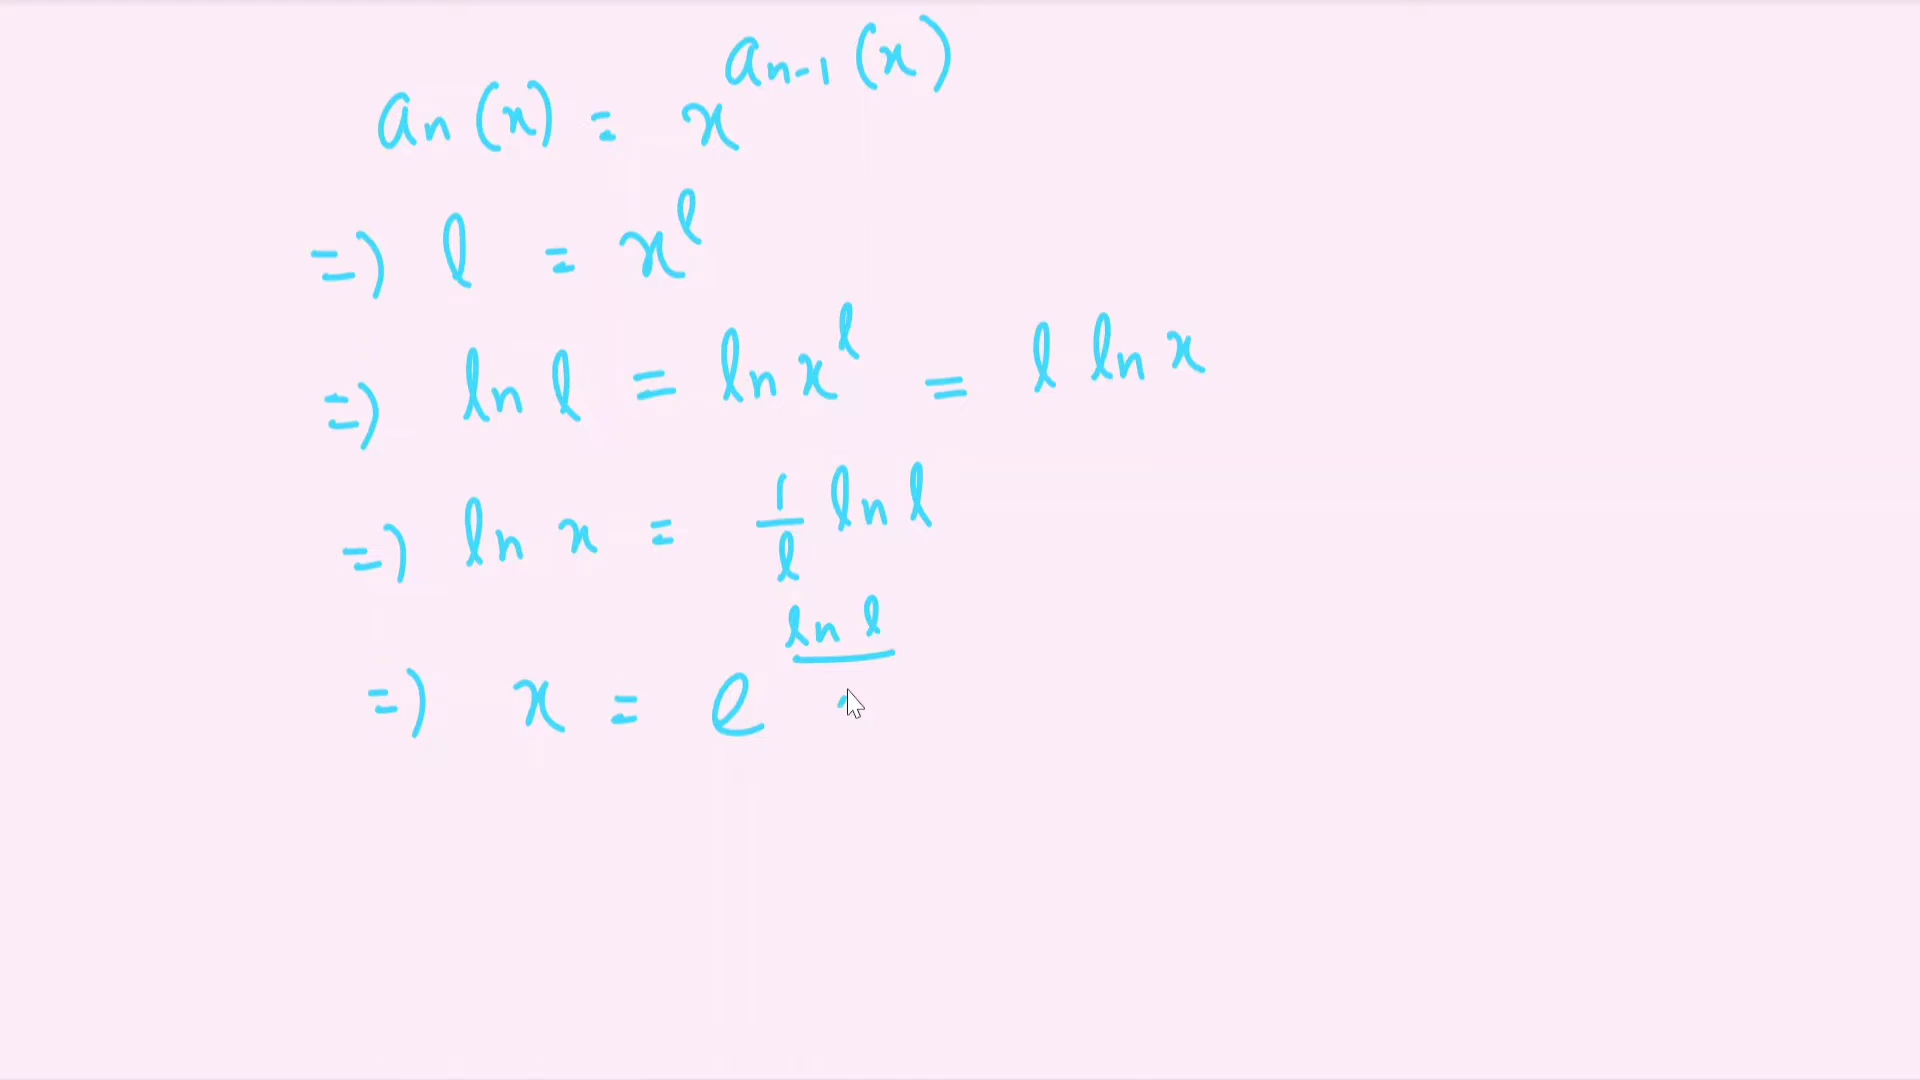 aₙ(x) = x^(aₙ₋₁(x))
=> l = x^l
=> ln l = ln x^l = l ln x
=> ln x = 1/l ln l
=> x = e^(ln l/